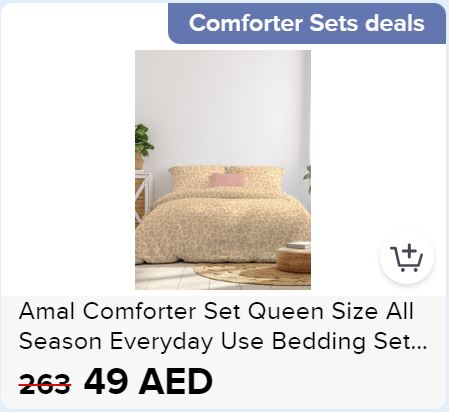 Comforter Sets deals
Amal Comforter Set Queen Size All
Season Everyday Use Bedding Set...
263 49 AED